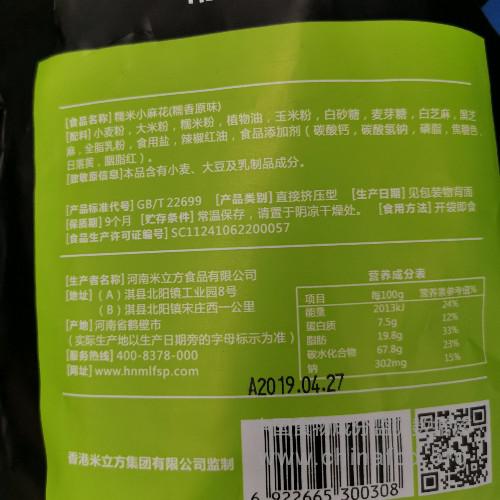 [食品名称] 糯米小麻花(糯香原味)
[配料] 小麦粉，大米粉，糯米粉，植物油，玉米粉，白砂糖，麦芽糖，白芝麻，黑芝
麻，全脂乳粉，食用盐，辣椒红油，食品添加剂（碳酸钙，碳酸氢钠，磷脂，焦糖色，
日落黄，胭脂红）。
[致敏原信息]本品含有小麦、大豆及乳制品成分。
[产品标准代号] GB/T 22699 [产品类别] 直接挤压型 [生产日期] 见包装物背面
[保质期] 9个月 [贮存条件] 常温保存，请置于阴凉干燥处。 [食用方法] 开袋即食
[食品生产许可证编号] SC11241062200057
[生产者名称] 河南米立方食品有限公司
[地址] （A）淇县北阳镇工业园8号
（B）淇县北阳镇宋庄西一公里
[产地] 河南省鹤壁市
（实际生产地以生产日期旁的字母标示为准）
[服务热线] 400-8378-000
[网址] www.hnmlfsp.com
营养成分表
项目 每100g 营养素参考值%
能量 2013kJ 24%
蛋白质 7.5g 12%
脂肪 19.8g 33%
碳水化合物 67.8g 23%
钠 302mg 15%
A2019.04.27
香港米立方集团有限公司监制
6 922665 300308